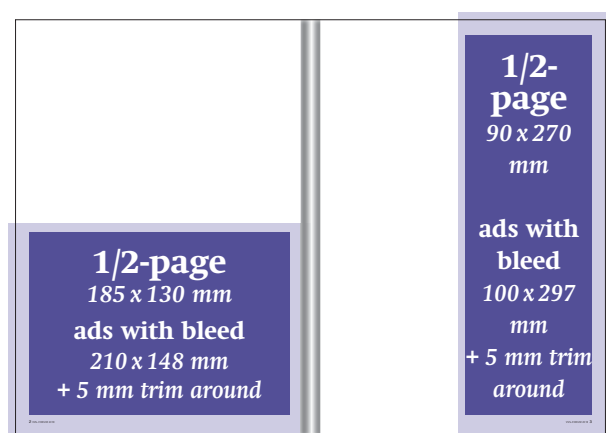 1/2-page
185 x 130 mm
ads with bleed
210 x 148 mm
+ 5 mm trim around
1/2-
page
90 x 270
mm
ads with
bleed
100 x 297
mm
+ 5 mm trim
around